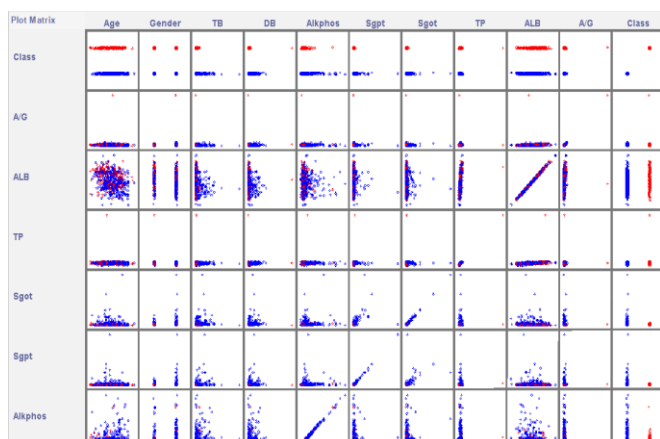 Plot Matrix Age Gender TB DB Alkphos Sgpt Sgot TP ALB A/G Class
Class
A/G
ALB
TP
Sgot
Sgpt
Alkphos